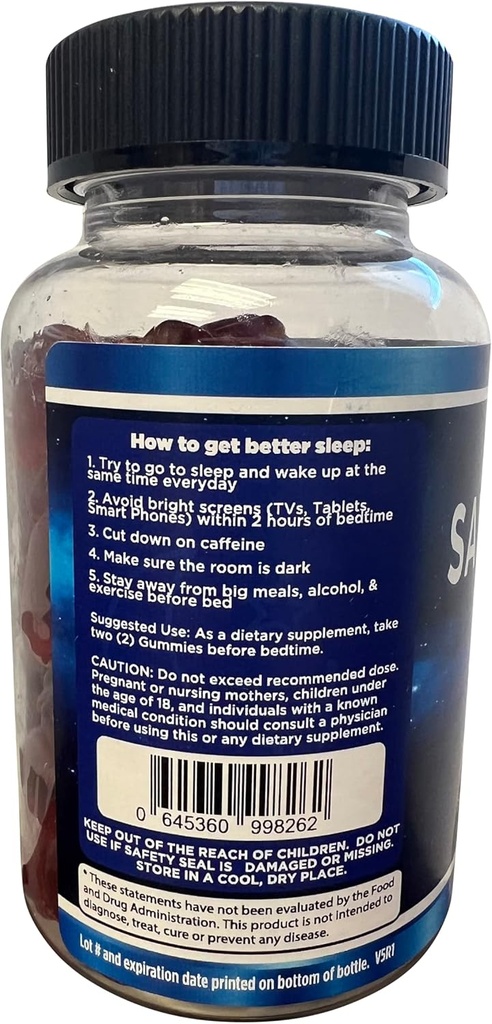 How to get better sleep:
1. Try to go to sleep and wake up at the
same time everyday
2. Avoid bright screens (TVs, Tablets,
Smart Phones) within 2 hours of bedtime
3. Cut down on caffeine
4. Make sure the room is dark
5. Stay away from big meals, alcohol, &
exercise before bed
Suggested Use: As a dietary supplement, take
two (2) Gummies before bedtime.
CAUTION: Do not exceed recommended dose.
Pregnant or nursing mothers, children under
the age of 18, and individuals with a known
medical condition should consult a physician
before using this or any dietary supplement.
0 645360 998262
KEEP OUT OF THE REACH OF CHILDREN. DO NOT
USE IF SAFETY SEAL IS DAMAGED OR MISSING.
STORE IN A COOL, DRY PLACE.
* These statements have not been evaluated by the Food
and Drug Administration. This product is not intended to
diagnose, treat, cure or prevent any disease.
Lot # and expiration date printed on bottom of bottle. V5R1
SA